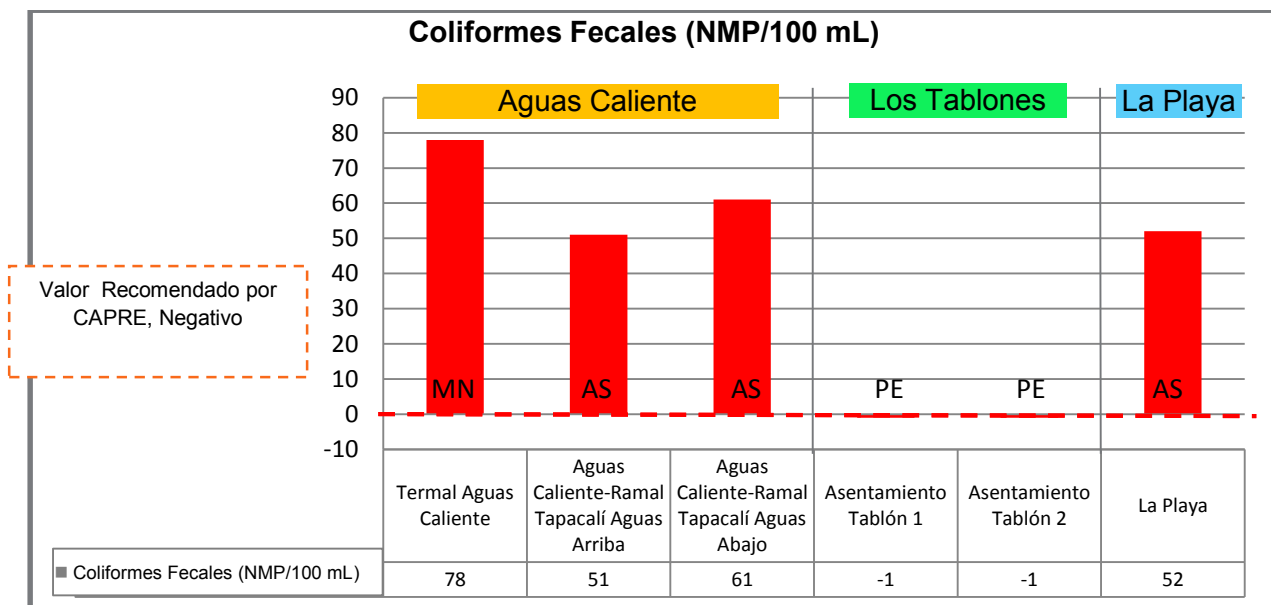 Coliformes Fecales (NMP/100 mL)
Aguas Caliente
Los Tablones
La Playa
90
80
70
60
50
40
30
20
10
0
-10
Valor Recomendado por
CAPRE, Negativo
MN
AS
AS
PE
PE
AS
Termal Aguas
Caliente
Aguas
Caliente-Ramal
Tapacalí Aguas
Arriba
Aguas
Caliente-Ramal
Tapacalí Aguas
Abajo
Asentamiento
Tablón 1
Asentamiento
Tablón 2
La Playa
Coliformes Fecales (NMP/100 mL)
78
51
61
-1
-1
52